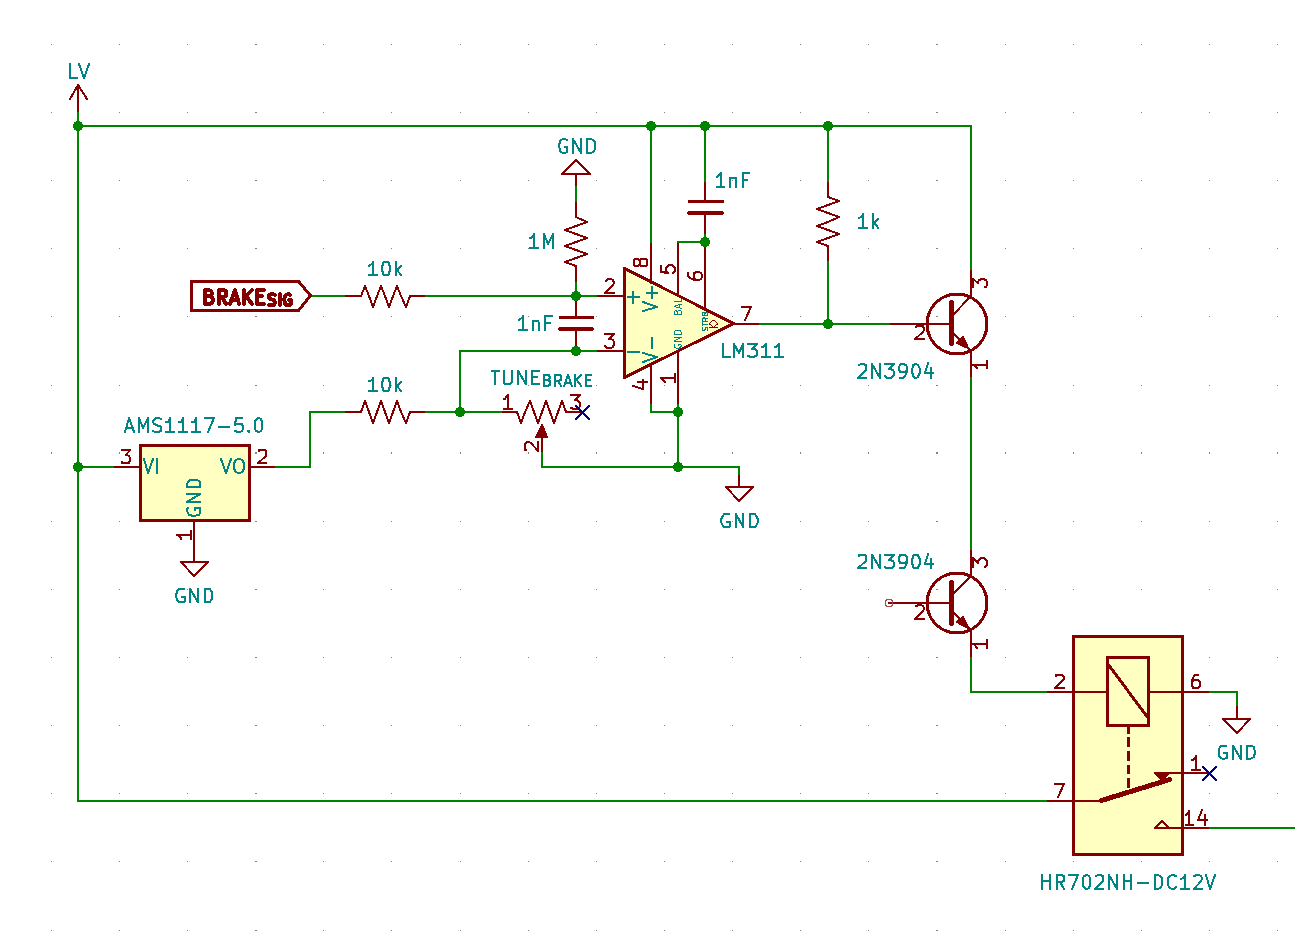 LV
GND
1nF
1M
1k
10k
BRAKESIG
8
5
6
2
+
V+
BAL
STRB
7
3
1nF
3
−
V−
GND
LM311
2
1
2N3904
TUNEBRAKE
4
1
10k
1
3
2
AMS1117-5.0
3
VI
VO
2
GND
1
GND
GND
2N3904
3
2
1
2
6
GND
1
7
14
HR702NH-DC12V